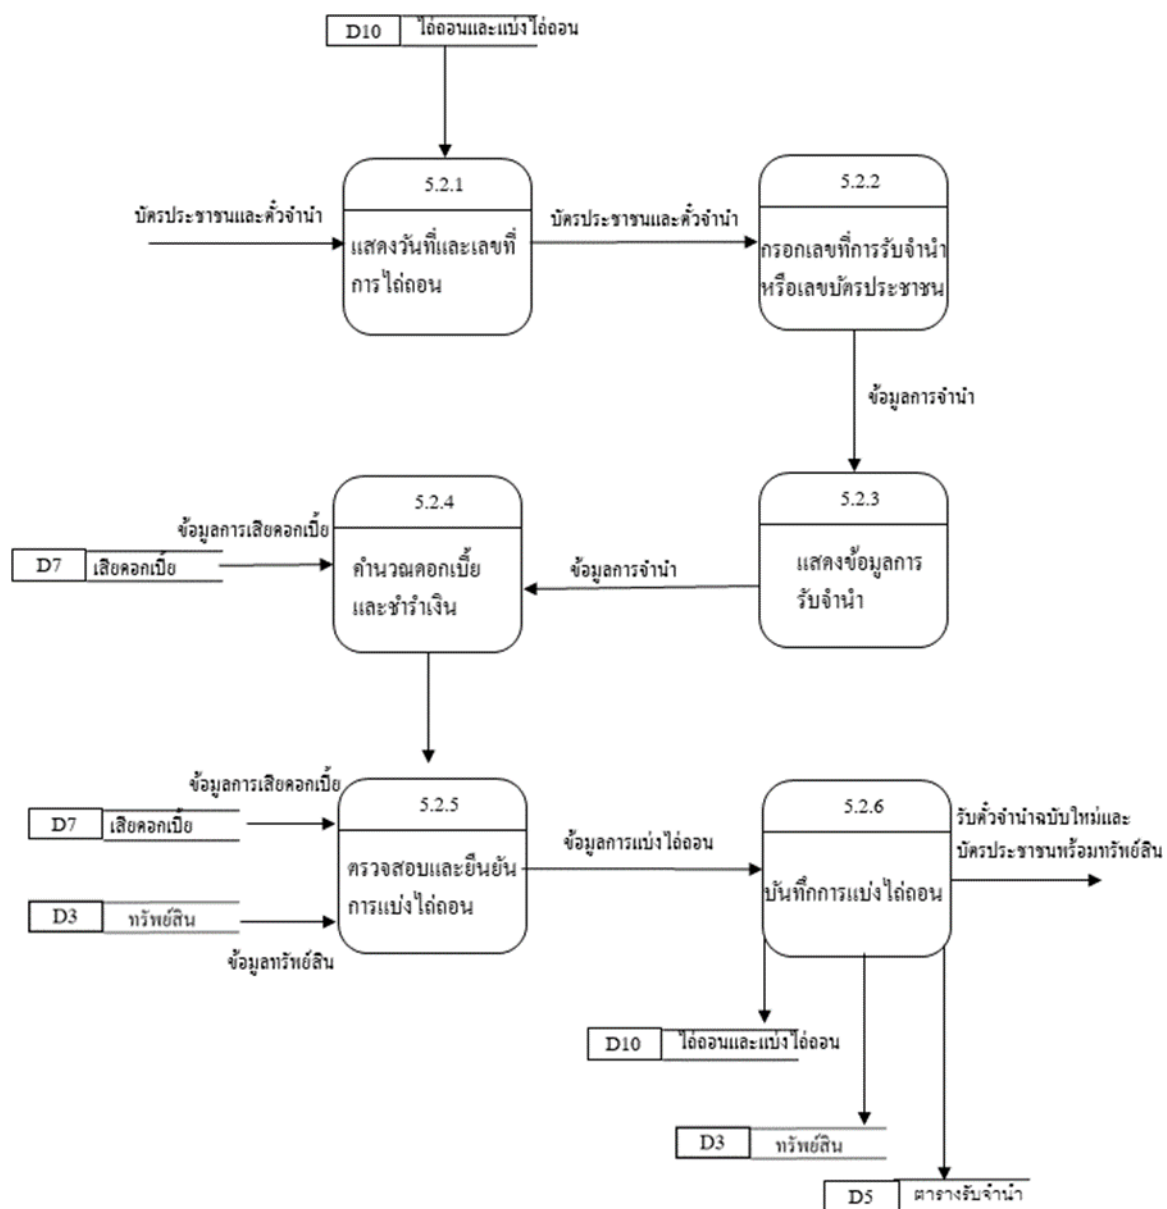 D10 ไถ่ถอนและแบ่งไถ่ถอน
5.2.1
แสดงวันที่และเลขที่
การไถ่ถอน
บัตรประชาชนและตั๋วจำนำ
บัตรประชาชนและตั๋วจำนำ
5.2.2
กรอกเลขที่การรับจำนำ
หรือเลขบัตรประชาชน
ข้อมูลการจำนำ
5.2.3
แสดงข้อมูลการ
รับจำนำ
ข้อมูลการจำนำ
5.2.4
คำนวณดอกเบี้ย
และชำรำเงิน
ข้อมูลการเสียดอกเบี้ย
D7 เสียดอกเบี้ย
ข้อมูลการเสียดอกเบี้ย
D7 เสียดอกเบี้ย
D3 ทรัพย์สิน
ข้อมูลทรัพย์สิน
5.2.5
ตรวจสอบและยืนยัน
การแบ่งไถ่ถอน
ข้อมูลการแบ่งไถ่ถอน
5.2.6
บันทึกการแบ่งไถ่ถอน
รับตั๋วจำนำฉบับใหม่และ
บัตรประชาชนพร้อมทรัพย์สิน
D10 ไถ่ถอนและแบ่งไถ่ถอน
D3 ทรัพย์สิน
D5 ตารางรับจำนำ